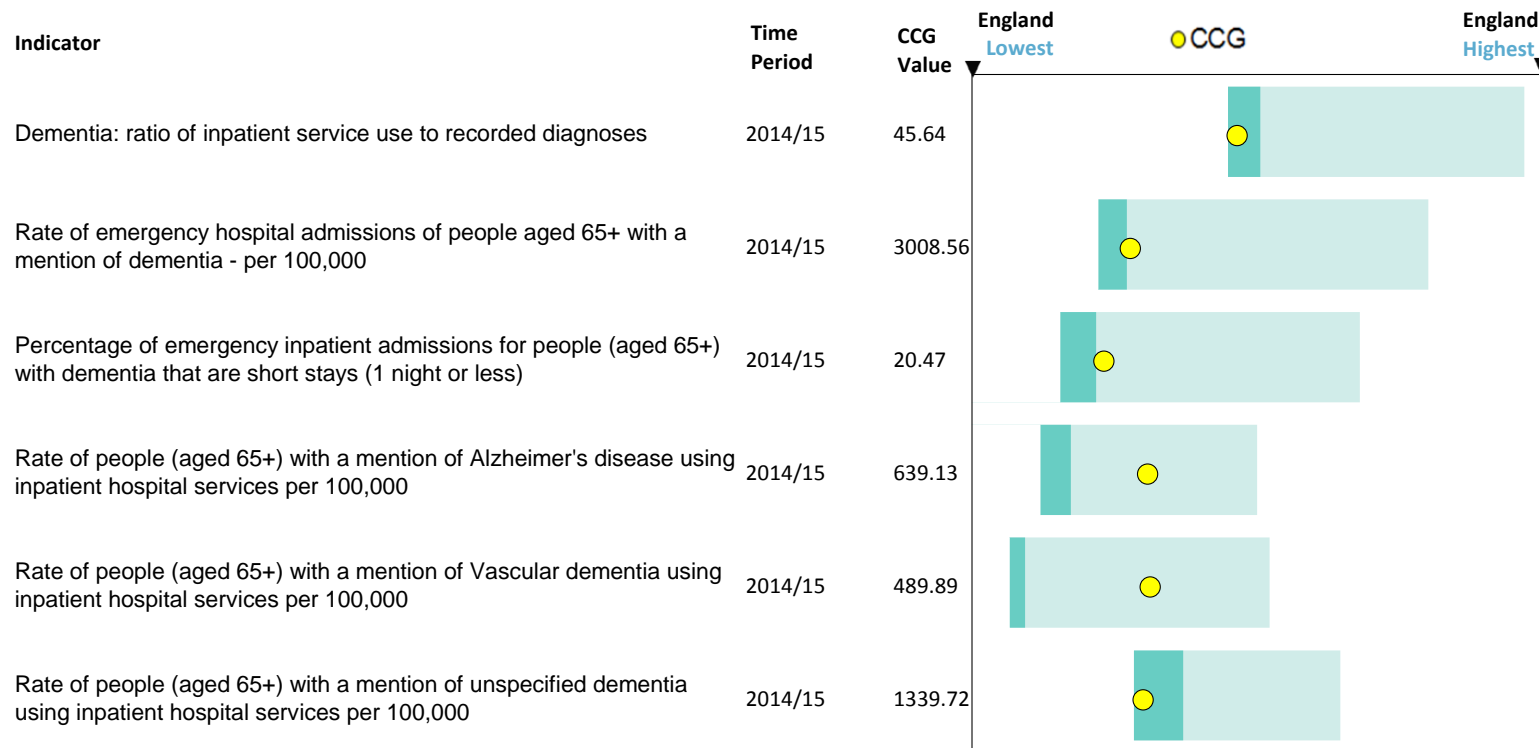 Indicator
Time
Period
CCG
Value
England
Lowest
CCG
England
Highest
Dementia: ratio of inpatient service use to recorded diagnoses
2014/15
45.64
Rate of emergency hospital admissions of people aged 65+ with a
mention of dementia - per 100,000
2014/15
3008.56
Percentage of emergency inpatient admissions for people (aged 65+)
with dementia that are short stays (1 night or less)
2014/15
20.47
Rate of people (aged 65+) with a mention of Alzheimer's disease using
inpatient hospital services per 100,000
2014/15
639.13
Rate of people (aged 65+) with a mention of Vascular dementia using
inpatient hospital services per 100,000
2014/15
489.89
Rate of people (aged 65+) with a mention of unspecified dementia
using inpatient hospital services per 100,000
2014/15
1339.72